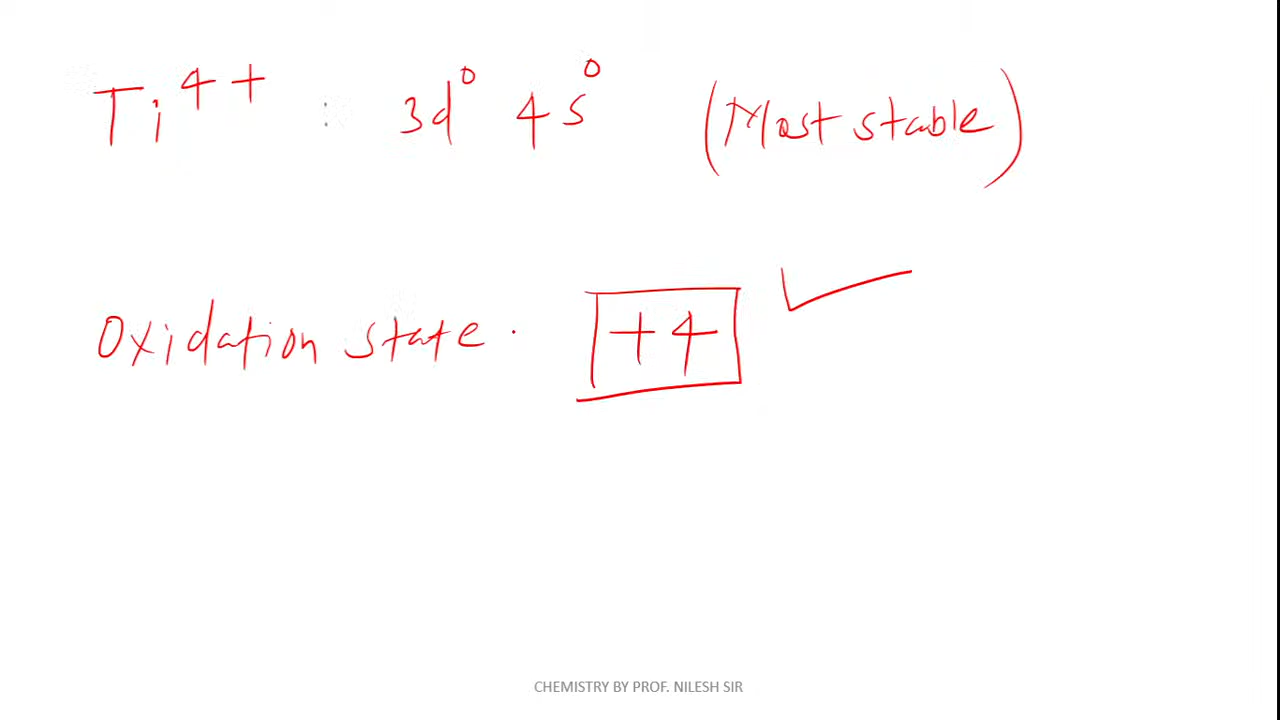 Ti⁴⁺ : 3d⁰ 4s⁰ (Most stable)
Oxidation state . +4
CHEMISTRY BY PROF. NILESH SIR